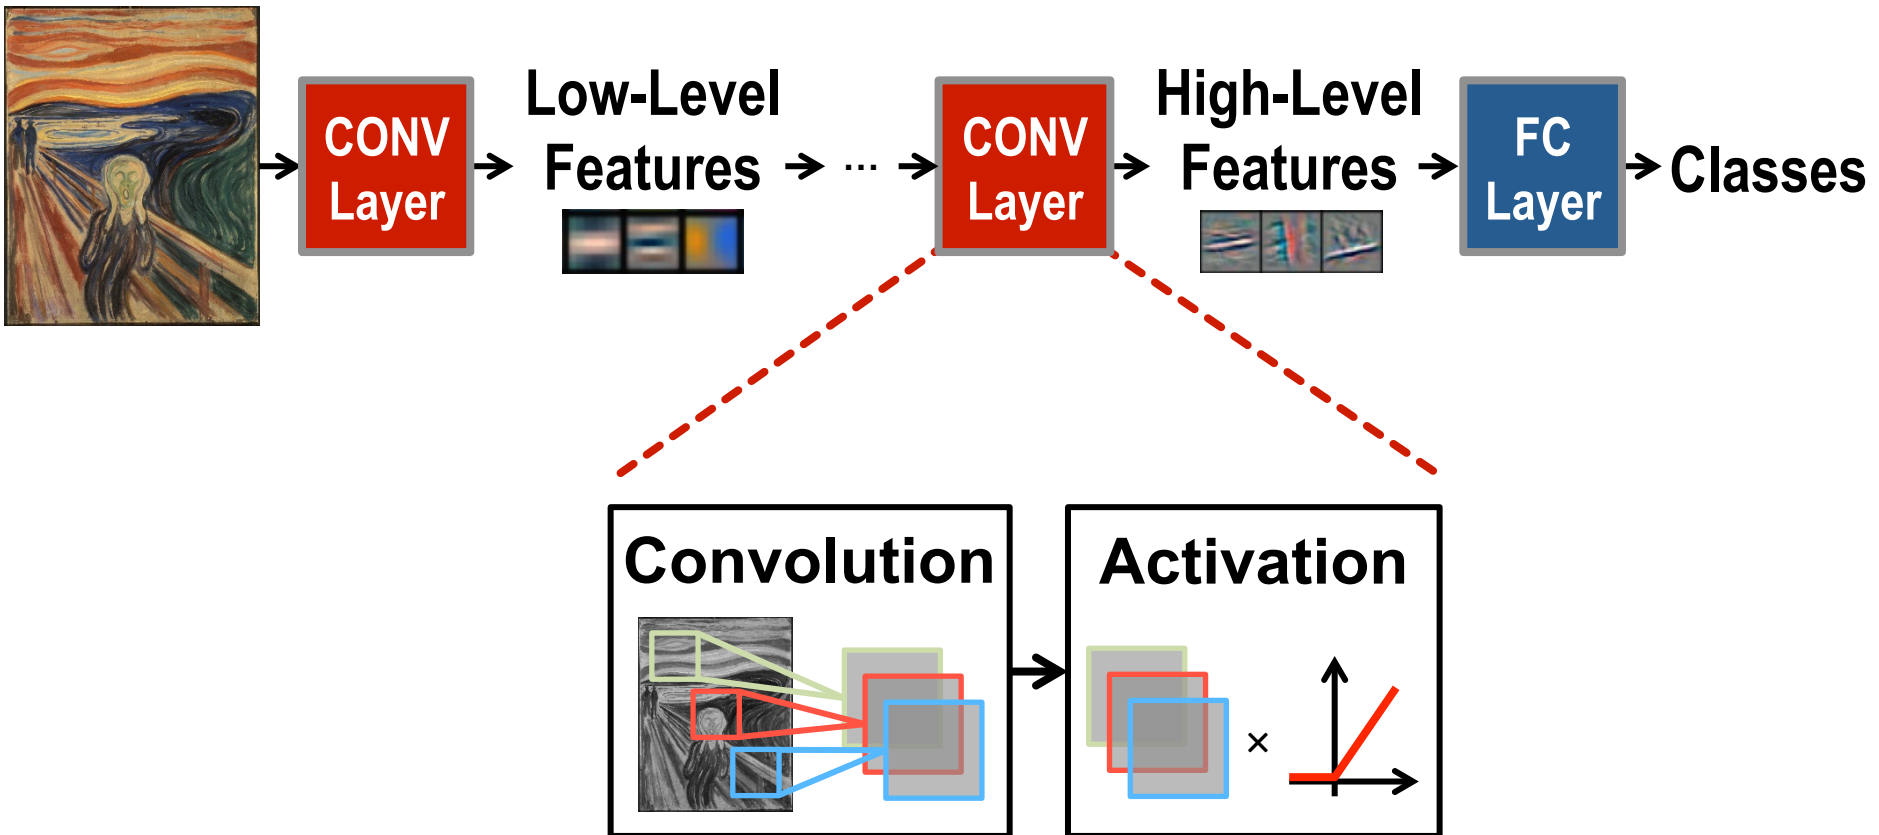 CONV
Layer
Low-Level
Features
...
CONV
Layer
High-Level
Features
FC
Layer
Classes
Convolution
Activation
×